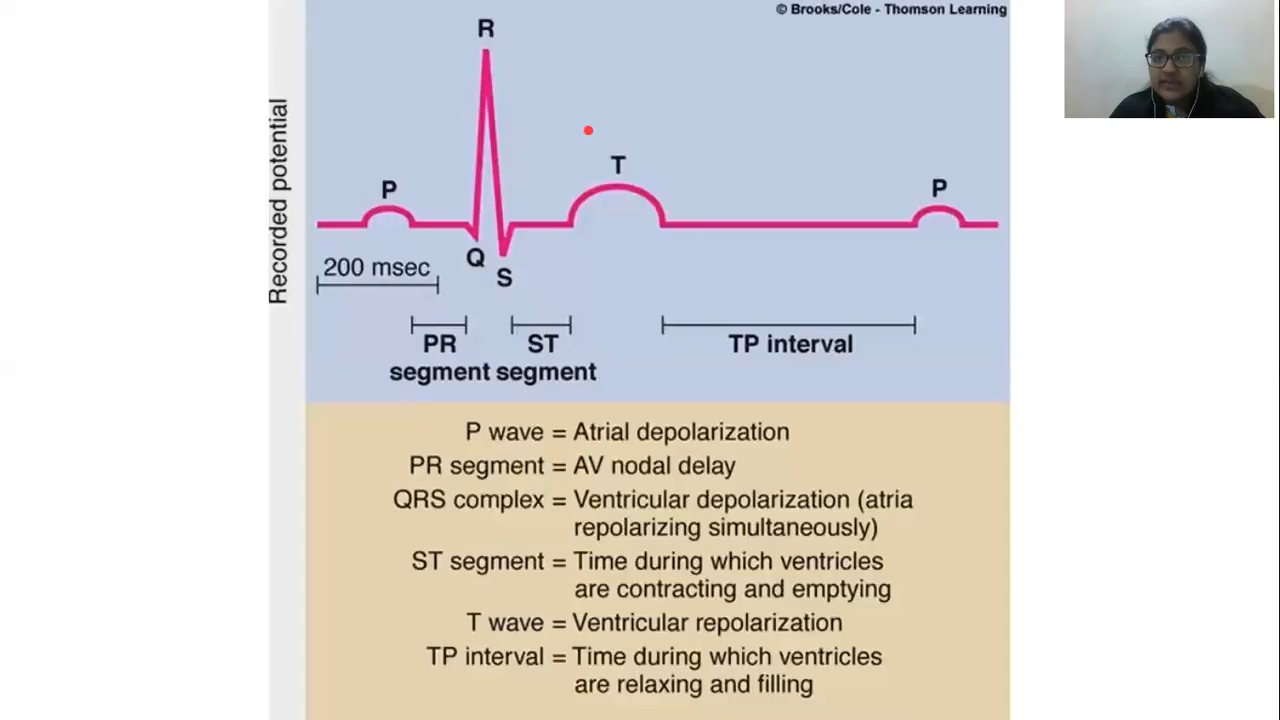 © Brooks/Cole - Thomson Learning
R
Recorded potential
P
T
P
Q
S
200 msec
PR segment
ST segment
TP interval
P wave = Atrial depolarization
PR segment = AV nodal delay
QRS complex = Ventricular depolarization (atria
repolarizing simultaneously)
ST segment = Time during which ventricles
are contracting and emptying
T wave = Ventricular repolarization
TP interval = Time during which ventricles
are relaxing and filling